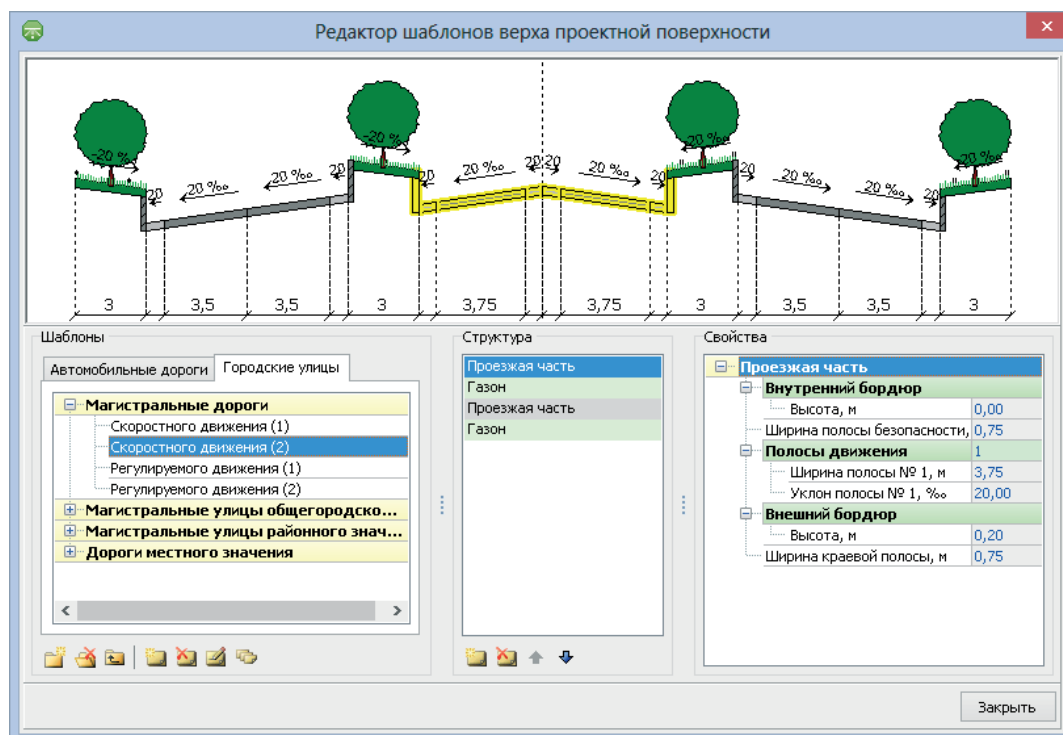 Редактор шаблонов верха проектной поверхности
-20 ‰ -20 ‰ -20 ‰ -20 ‰
20 20 ‰ 20 ‰ 20 20 20 ‰ 20 20 20 ‰ 20 20 20 ‰ 20 ‰ 20
3 3,5 3,5 3 3,75 3,75 3 3,5 3,5 3
Шаблоны
Автомобильные дороги Городские улицы
Магистральные дороги
Скоростного движения (1)
Скоростного движения (2)
Регулируемого движения (1)
Регулируемого движения (2)
Магистральные улицы общегородско...
Магистральные улицы районного знач...
Дороги местного значения
Структура
Проезжая часть
Газон
Проезжая часть
Газон
Свойства
Проезжая часть
Внутренний бордюр
Высота, м 0,00
Ширина полосы безопасности, 0,75
Полосы движения 1
Ширина полосы № 1, м 3,75
Уклон полосы № 1, ‰ 20,00
Внешний бордюр
Высота, м 0,20
Ширина краевой полосы, м 0,75
Закрыть